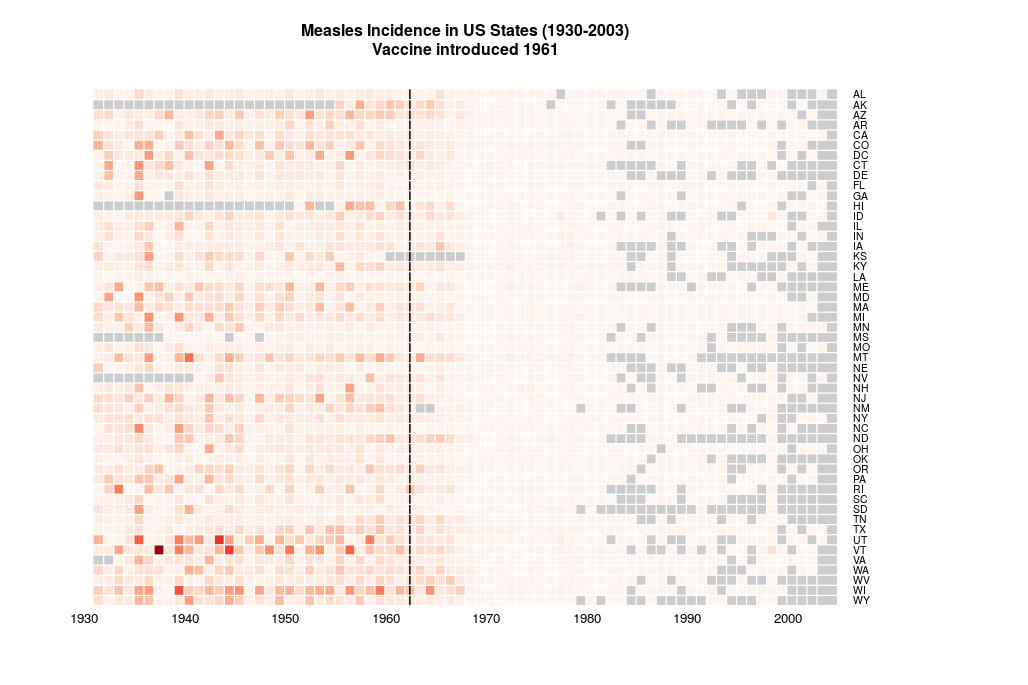 Measles Incidence in US States (1930-2003)
Vaccine introduced 1961
AL
AK
AZ
AR
CA
CO
DC
CT
DE
FL
GA
HI
ID
IL
IN
IA
KS
KY
LA
ME
MD
MA
MI
MN
MS
MO
MT
NE
NV
NH
NJ
NM
NY
NC
ND
OH
OK
OR
PA
RI
SC
SD
TN
TX
UT
VT
VA
WA
WV
WI
WY
1930 1940 1950 1960 1970 1980 1990 2000